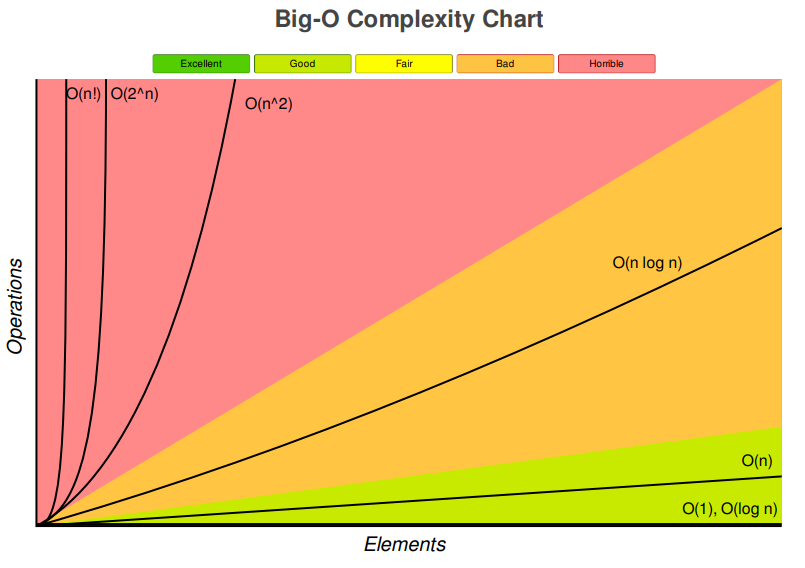 Big-O Complexity Chart
Excellent Good Fair Bad Horrible
O(n!) O(2^n)
O(n^2)
O(n log n)
O(n)
O(1), O(log n)
Operations
Elements